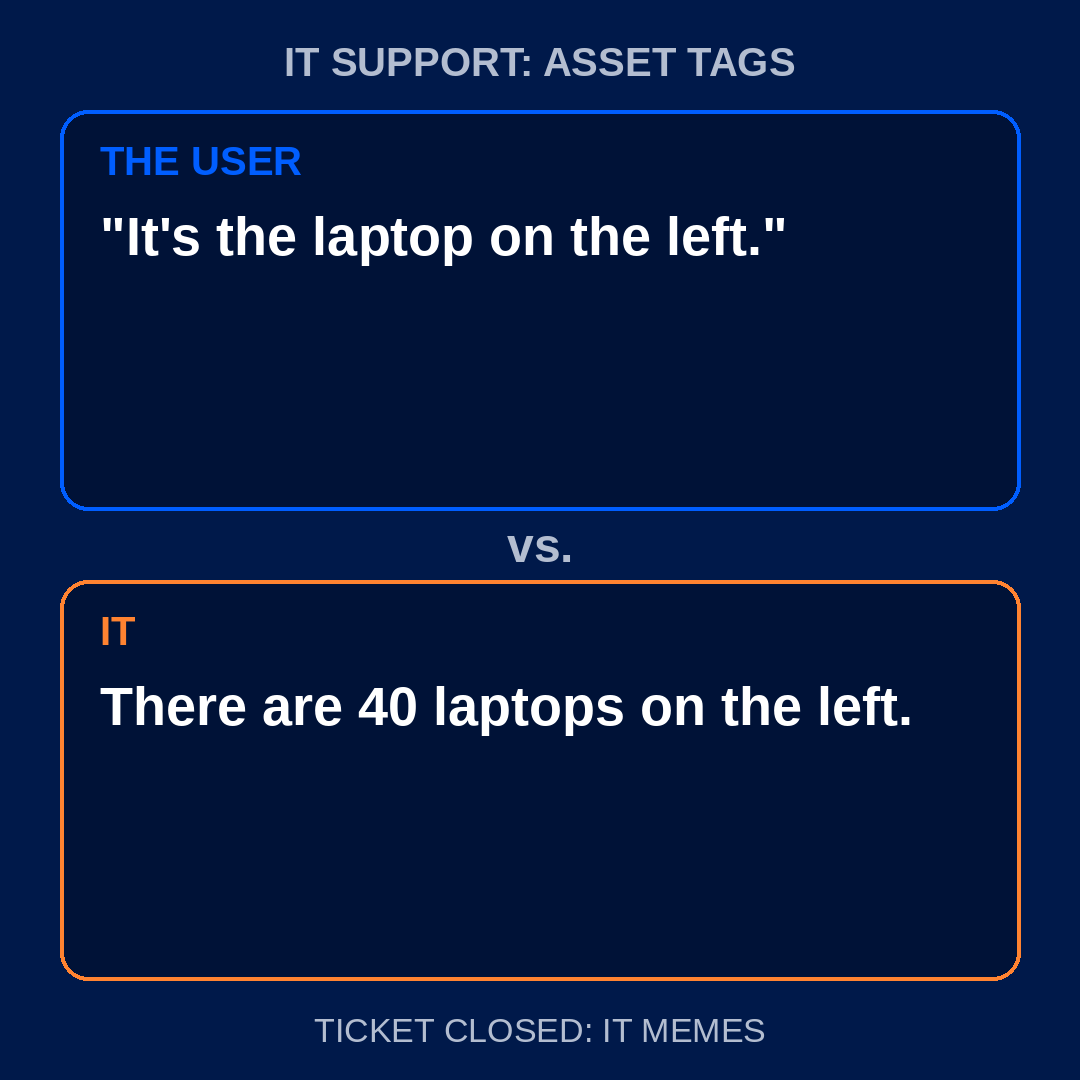 IT SUPPORT: ASSET TAGS
THE USER
"It's the laptop on the left."
vs.
IT
There are 40 laptops on the left.
TICKET CLOSED: IT MEMES